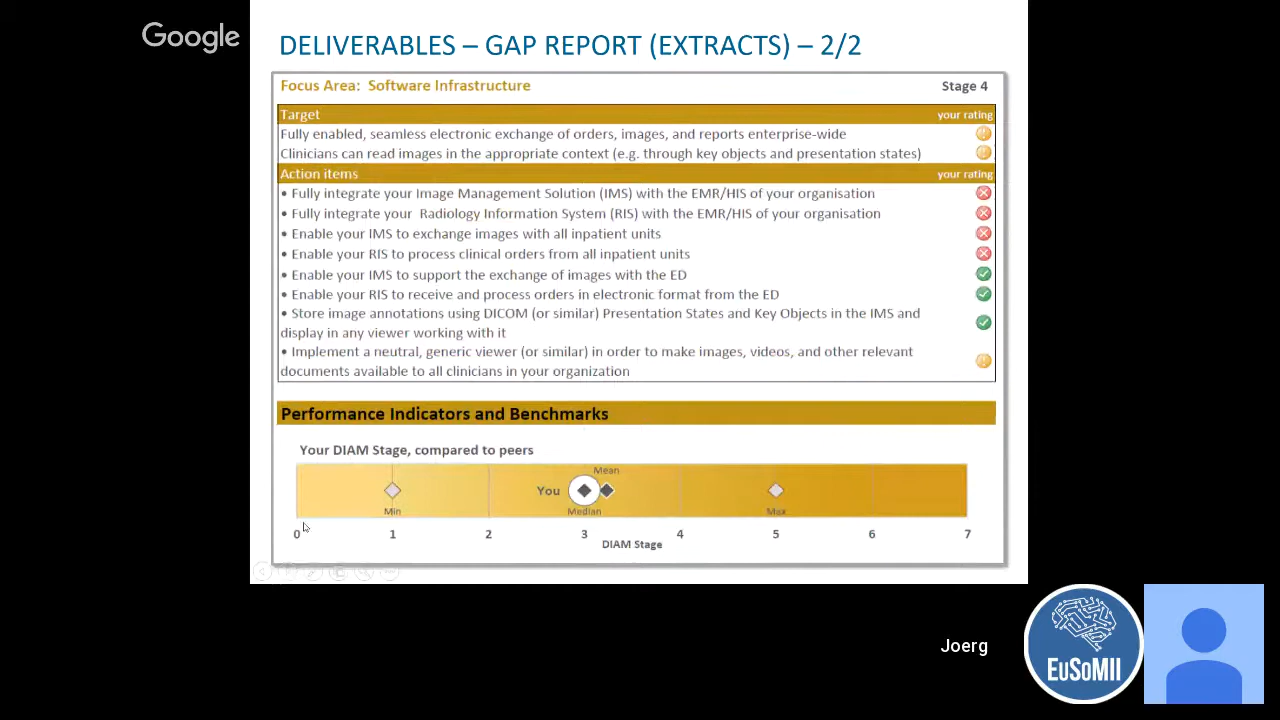 Google
DELIVERABLES – GAP REPORT (EXTRACTS) – 2/2
Focus Area: Software Infrastructure
Stage 4
Target
your rating
Fully enabled, seamless electronic exchange of orders, images, and reports enterprise-wide
Clinicians can read images in the appropriate context (e.g. through key objects and presentation states)
Action items
your rating
• Fully integrate your Image Management Solution (IMS) with the EMR/HIS of your organisation
• Fully integrate your Radiology Information System (RIS) with the EMR/HIS of your organisation
• Enable your IMS to exchange images with all inpatient units
• Enable your RIS to process clinical orders from all inpatient units
• Enable your IMS to support the exchange of images with the ED
• Enable your RIS to receive and process orders in electronic format from the ED
• Store image annotations using DICOM (or similar) Presentation States and Key Objects in the IMS and
display in any viewer working with it
• Implement a neutral, generic viewer (or similar) in order to make images, videos, and other relevant
documents available to all clinicians in your organization
Performance Indicators and Benchmarks
Your DIAM Stage, compared to peers
Mean
You
Min
Median
Max
0 1 2 3 4 5 6 7
DIAM Stage
Joerg
EuSoMII